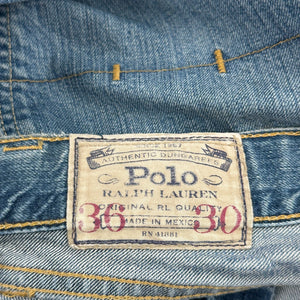 SINCE 1967
AUTHENTIC DUNGAREES
Polo
RALPH LAUREN
ORIGINAL RL QUALITY
36 MADE IN MEXICO 30
RN 41381